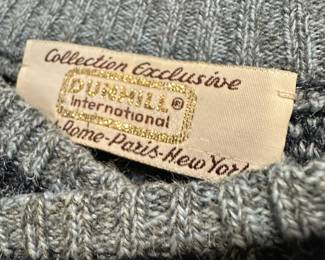 Collection Exclusive
DUNHILL®
International
Rome-Paris-New York